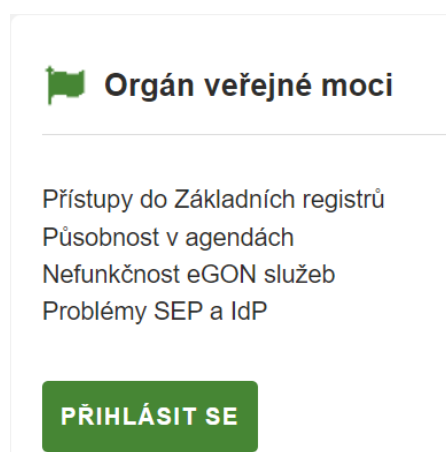 Orgán veřejné moci
Přístupy do Základních registrů
Působnost v agendách
Nefunkčnost eGON služeb
Problémy SEP a IdP
PŘIHLÁSIT SE